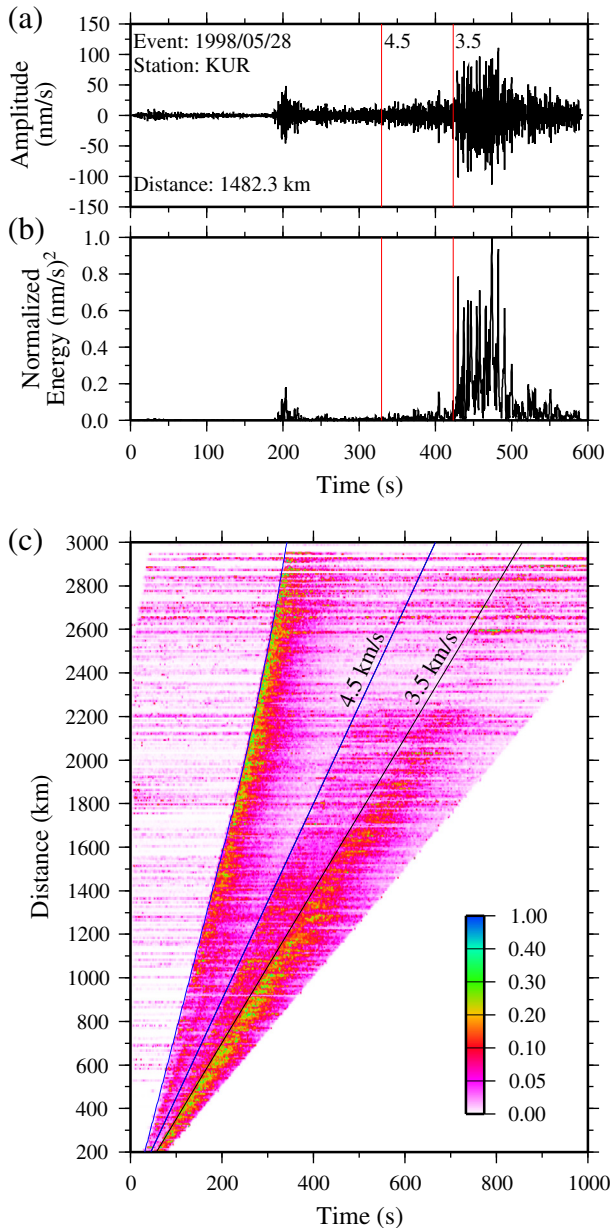 (a)
150
100
50
0
-50
-100
-150
Amplitude
(nm/s)
Event: 1998/05/28
Station: KUR
4.5
3.5
Distance: 1482.3 km
(b)
1.0
0.8
0.6
0.4
0.2
0.0
Normalized
Energy (nm/s)²
0 100 200 300 400 500 600
Time (s)
(c)
3000
2800
2600
2400
2200
2000
1800
1600
1400
1200
1000
800
600
400
200
Distance (km)
4.5 km/s
3.5 km/s
1.00
0.40
0.30
0.20
0.10
0.05
0.00
0 200 400 600 800 1000
Time (s)